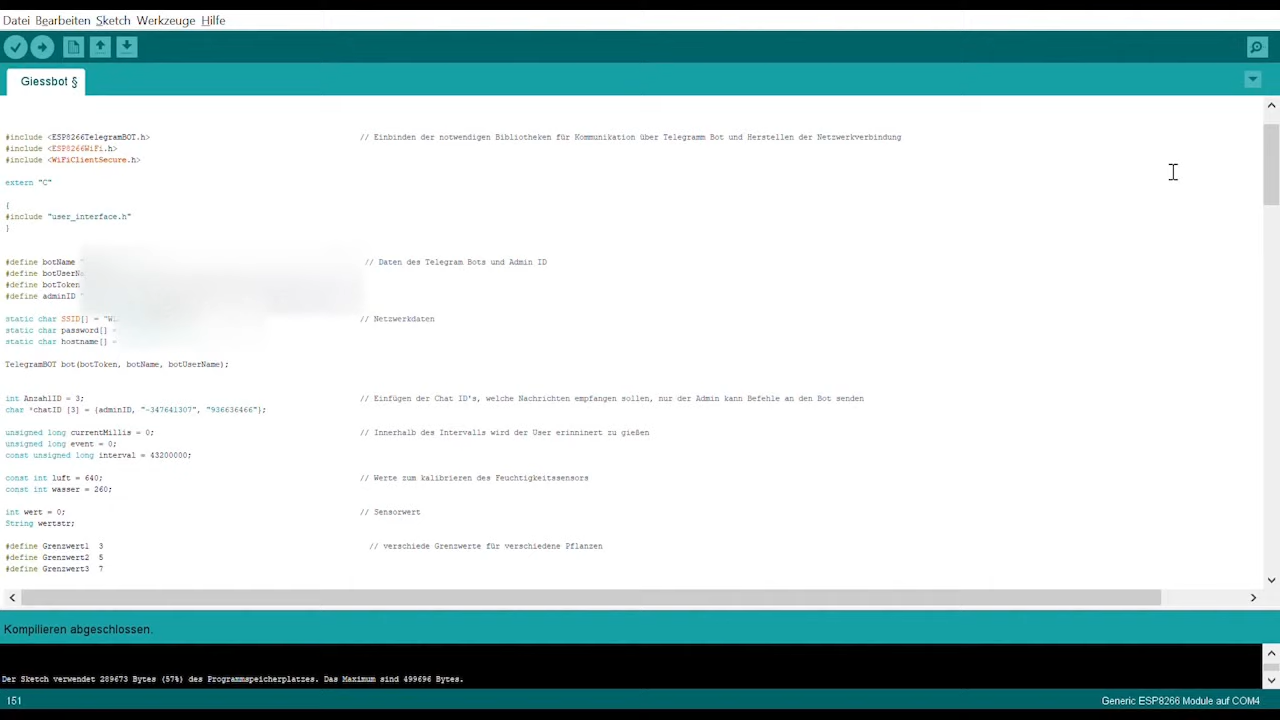 Datei Bearbeiten Sketch Werkzeuge Hilfe
Giessbot §
#include <ESP8266TelegramBOT.h> // Einbinden der notwendigen Bibliotheken für Kommunikation über Telegramm Bot und Herstellen der Netzwerkverbindung
#include <ESP8266WiFi.h>
#include <WiFiClientSecure.h>
extern "C"
{
#include "user_interface.h"
}
#define botName " // Daten des Telegram Bots und Admin ID
#define botUserNa
#define botToken
#define adminID "
static char SSID[] = "Wi // Netzwerkdaten
static char password[] =
static char hostname[] =
TelegramBOT bot(botToken, botName, botUserName);
int AnzahlID = 3; // Einfügen der Chat ID's, welche Nachrichten empfangen sollen, nur der Admin kann Befehle an den Bot senden
char *chatID [3] = {adminID, "-347641307", "936636466"};
unsigned long currentMillis = 0; // Innerhalb des Intervalls wird der User erinninert zu gießen
unsigned long event = 0;
const unsigned long interval = 43200000;
const int luft = 640; // Werte zum kalibrieren des Feuchtigkeitssensors
const int wasser = 260;
int wert = 0; // Sensorwert
String wertstr;
#define Grenzwert1 3 // verschiede Grenzwerte für verschiedene Pflanzen
#define Grenzwert2 5
#define Grenzwert3 7
Kompilieren abgeschlossen.
Der Sketch verwendet 289673 Bytes (57%) des Programmspeicherplatzes. Das Maximum sind 499696 Bytes.
151 Generic ESP8266 Module auf COM4